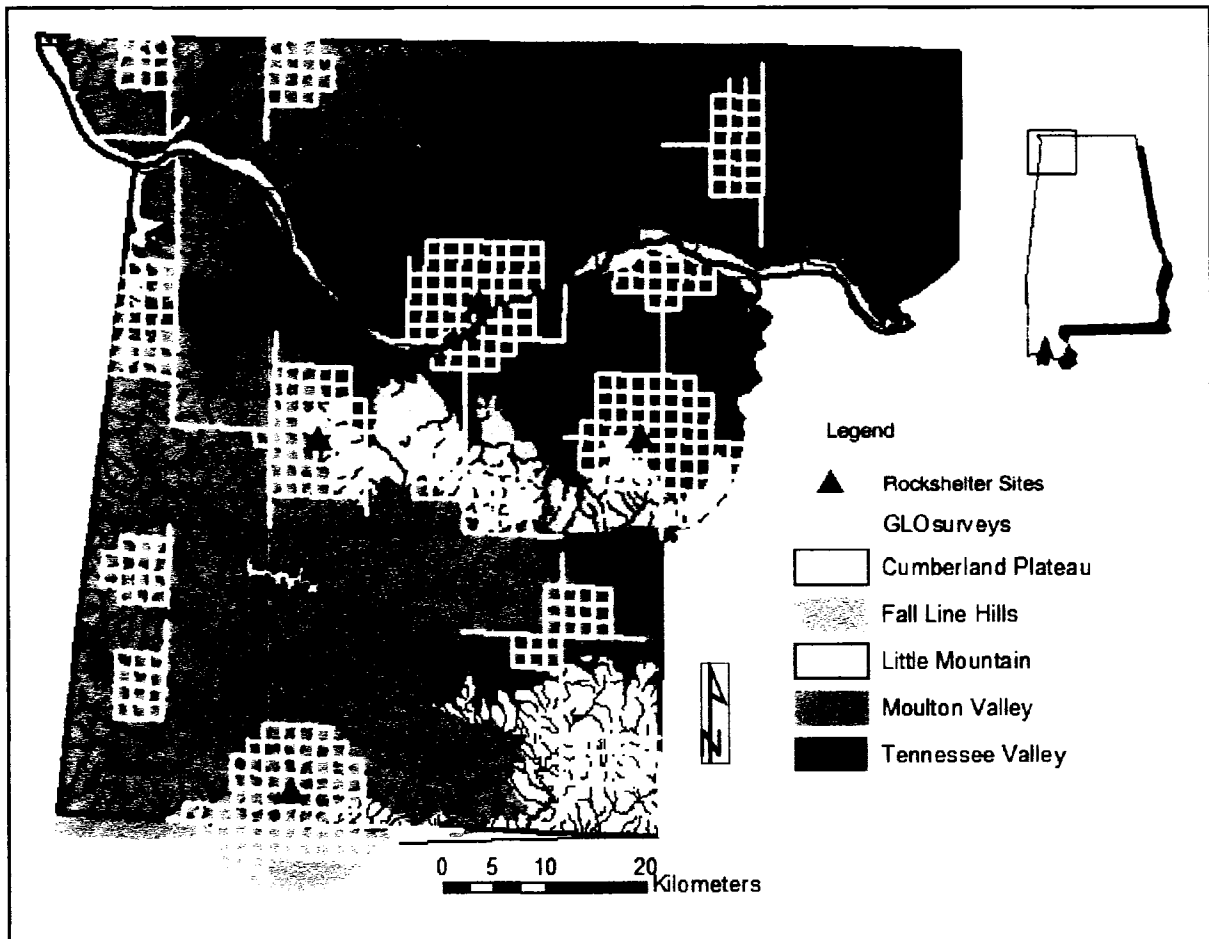 Legend
Rockshelter Sites
GLOsurveys
Cumberland Plateau
Fall Line Hills
Little Mountain
Moulton Valley
Tennessee Valley
0 5 10 20
Kilometers